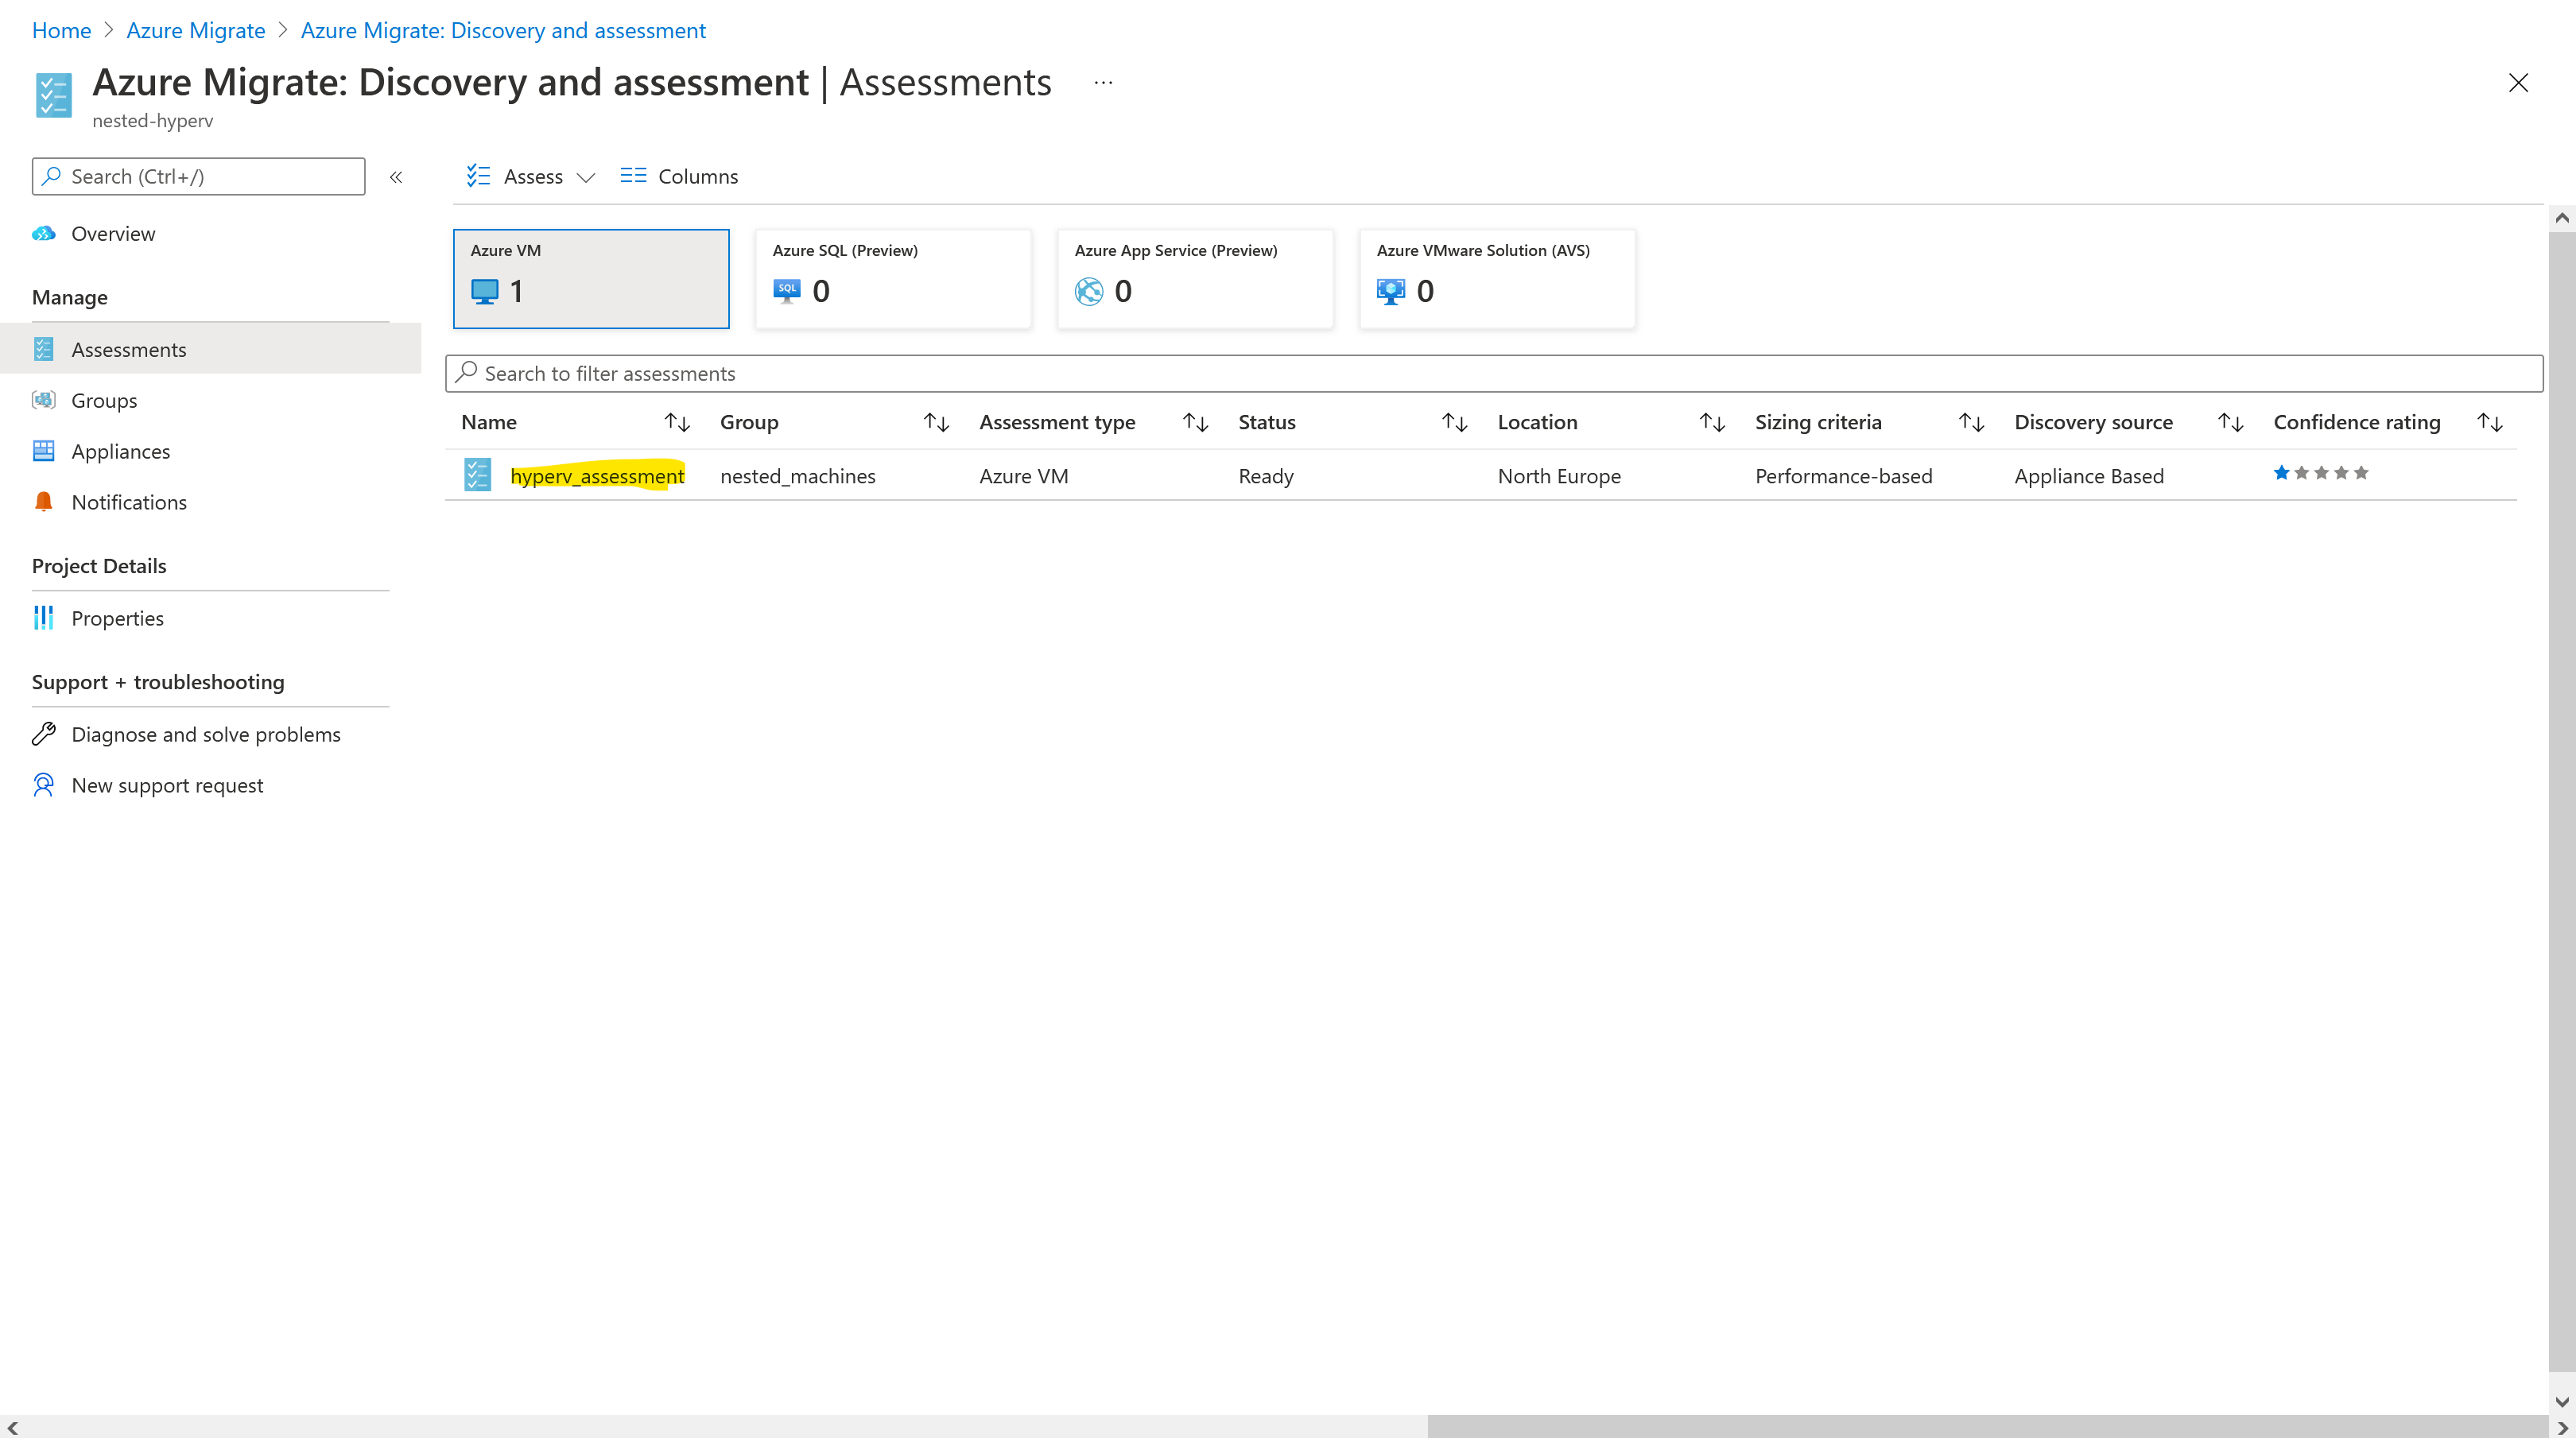 Home > Azure Migrate > Azure Migrate: Discovery and assessment
Azure Migrate: Discovery and assessment | Assessments ...
nested-hyperv
Search (Ctrl+/)
«
Assess
Columns
Overview
Manage
Assessments
Groups
Appliances
Notifications
Project Details
Properties
Support + troubleshooting
Diagnose and solve problems
New support request
Azure VM
1
Azure SQL (Preview)
SQL 0
Azure App Service (Preview)
0
Azure VMware Solution (AVS)
0
Search to filter assessments
Name Group Assessment type Status Location Sizing criteria Discovery source Confidence rating
hyperv_assessment nested_machines Azure VM Ready North Europe Performance-based Appliance Based